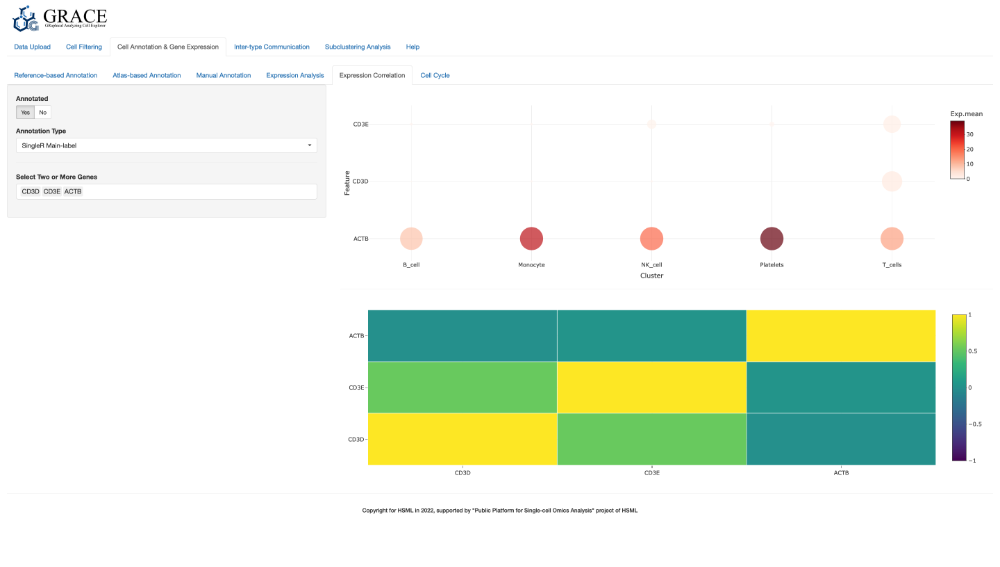 GRACE
GRaphical Analyzing Cell Explorer
Data Upload Cell Filtering Cell Annotation & Gene Expression Inter-type Communication Subclustering Analysis Help
Reference-based Annotation Atlas-based Annotation Manual Annotation Expression Analysis Expression Correlation Cell Cycle
Annotated
Yes No
Annotation Type
SingleR Main-label
Select Two or More Genes
CD3D CD3E ACTB
Feature
CD3E
CD3D
ACTB
B_cell Monocyte NK_cell Platelets T_cells
Cluster
Exp.mean
30
20
10
0
ACTB
CD3E
CD3D
CD3D CD3E ACTB
1
0.5
0
−0.5
−1
Copyright for HSML in 2022, supported by "Public Platform for Single-cell Omics Analysis" project of HSML